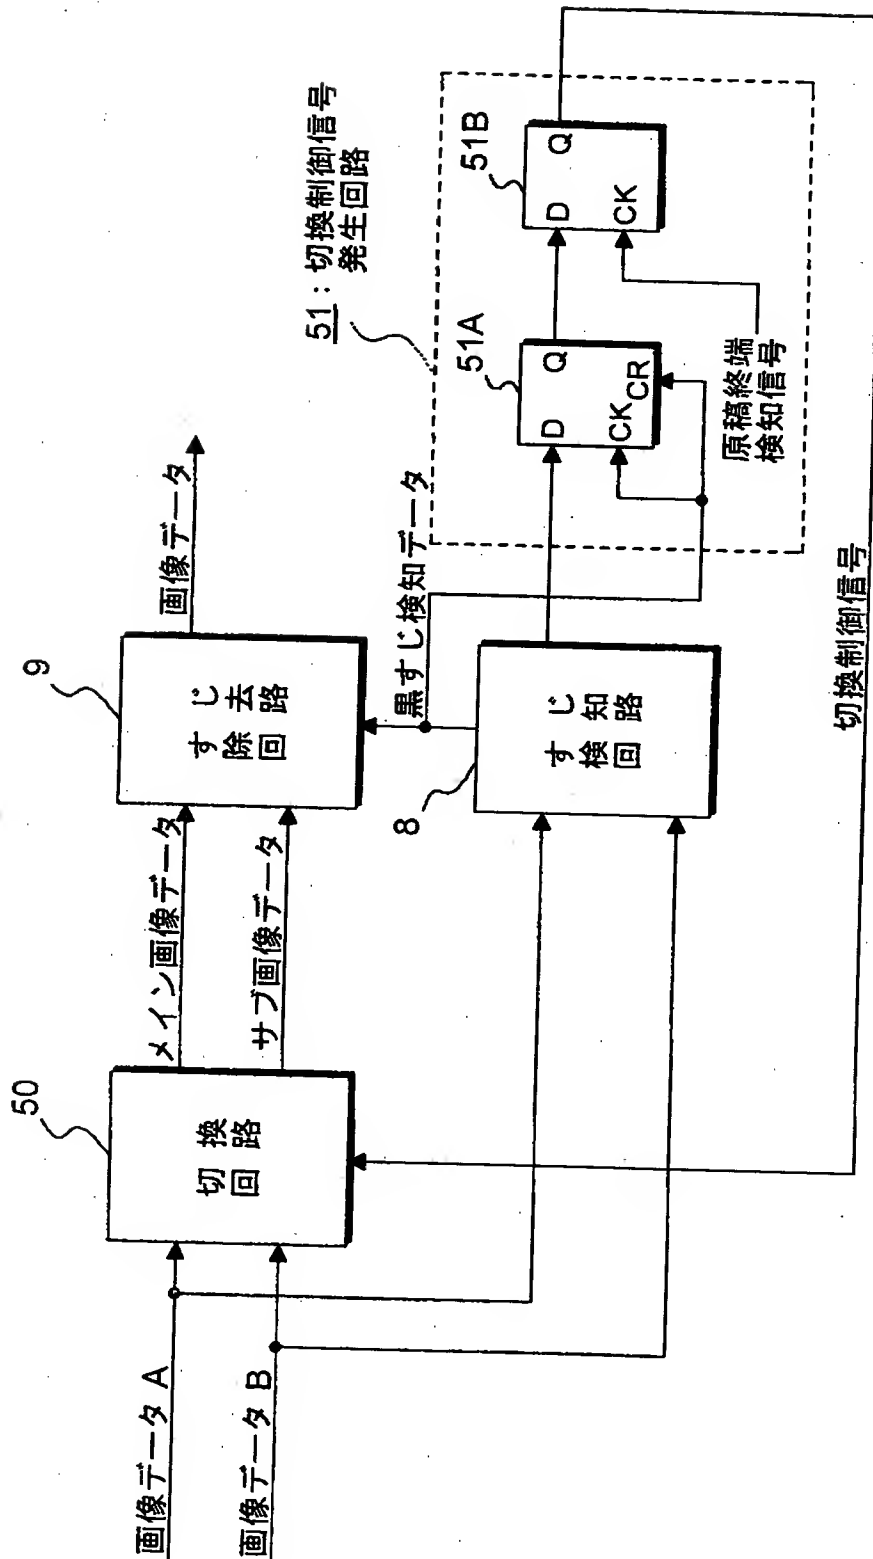 51：切換制御信号
発生回路
51A
51B
D
Q
CK
CR
D
Q
CK
原稿終端
検知信号
9
画像データ
すじ
除去
回路
メイン画像データ
サブ画像データ
黒すじ検知データ
8
すじ
検知
回路
50
切換
回路
画像データ A
画像データ B
切換制御信号